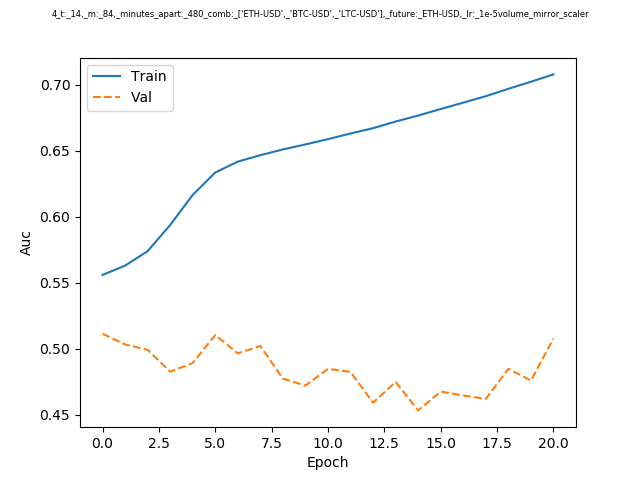 4_t:_14,_m:_84,_minutes_apart:_480_comb:_['ETH-USD',_'BTC-USD',_'LTC-USD'],_future:_ETH-USD,_lr:_1e-5volume_mirror_scaler
Train
Val
0.70
0.65
0.60
0.55
0.50
0.45
Auc
0.0 2.5 5.0 7.5 10.0 12.5 15.0 17.5 20.0
Epoch